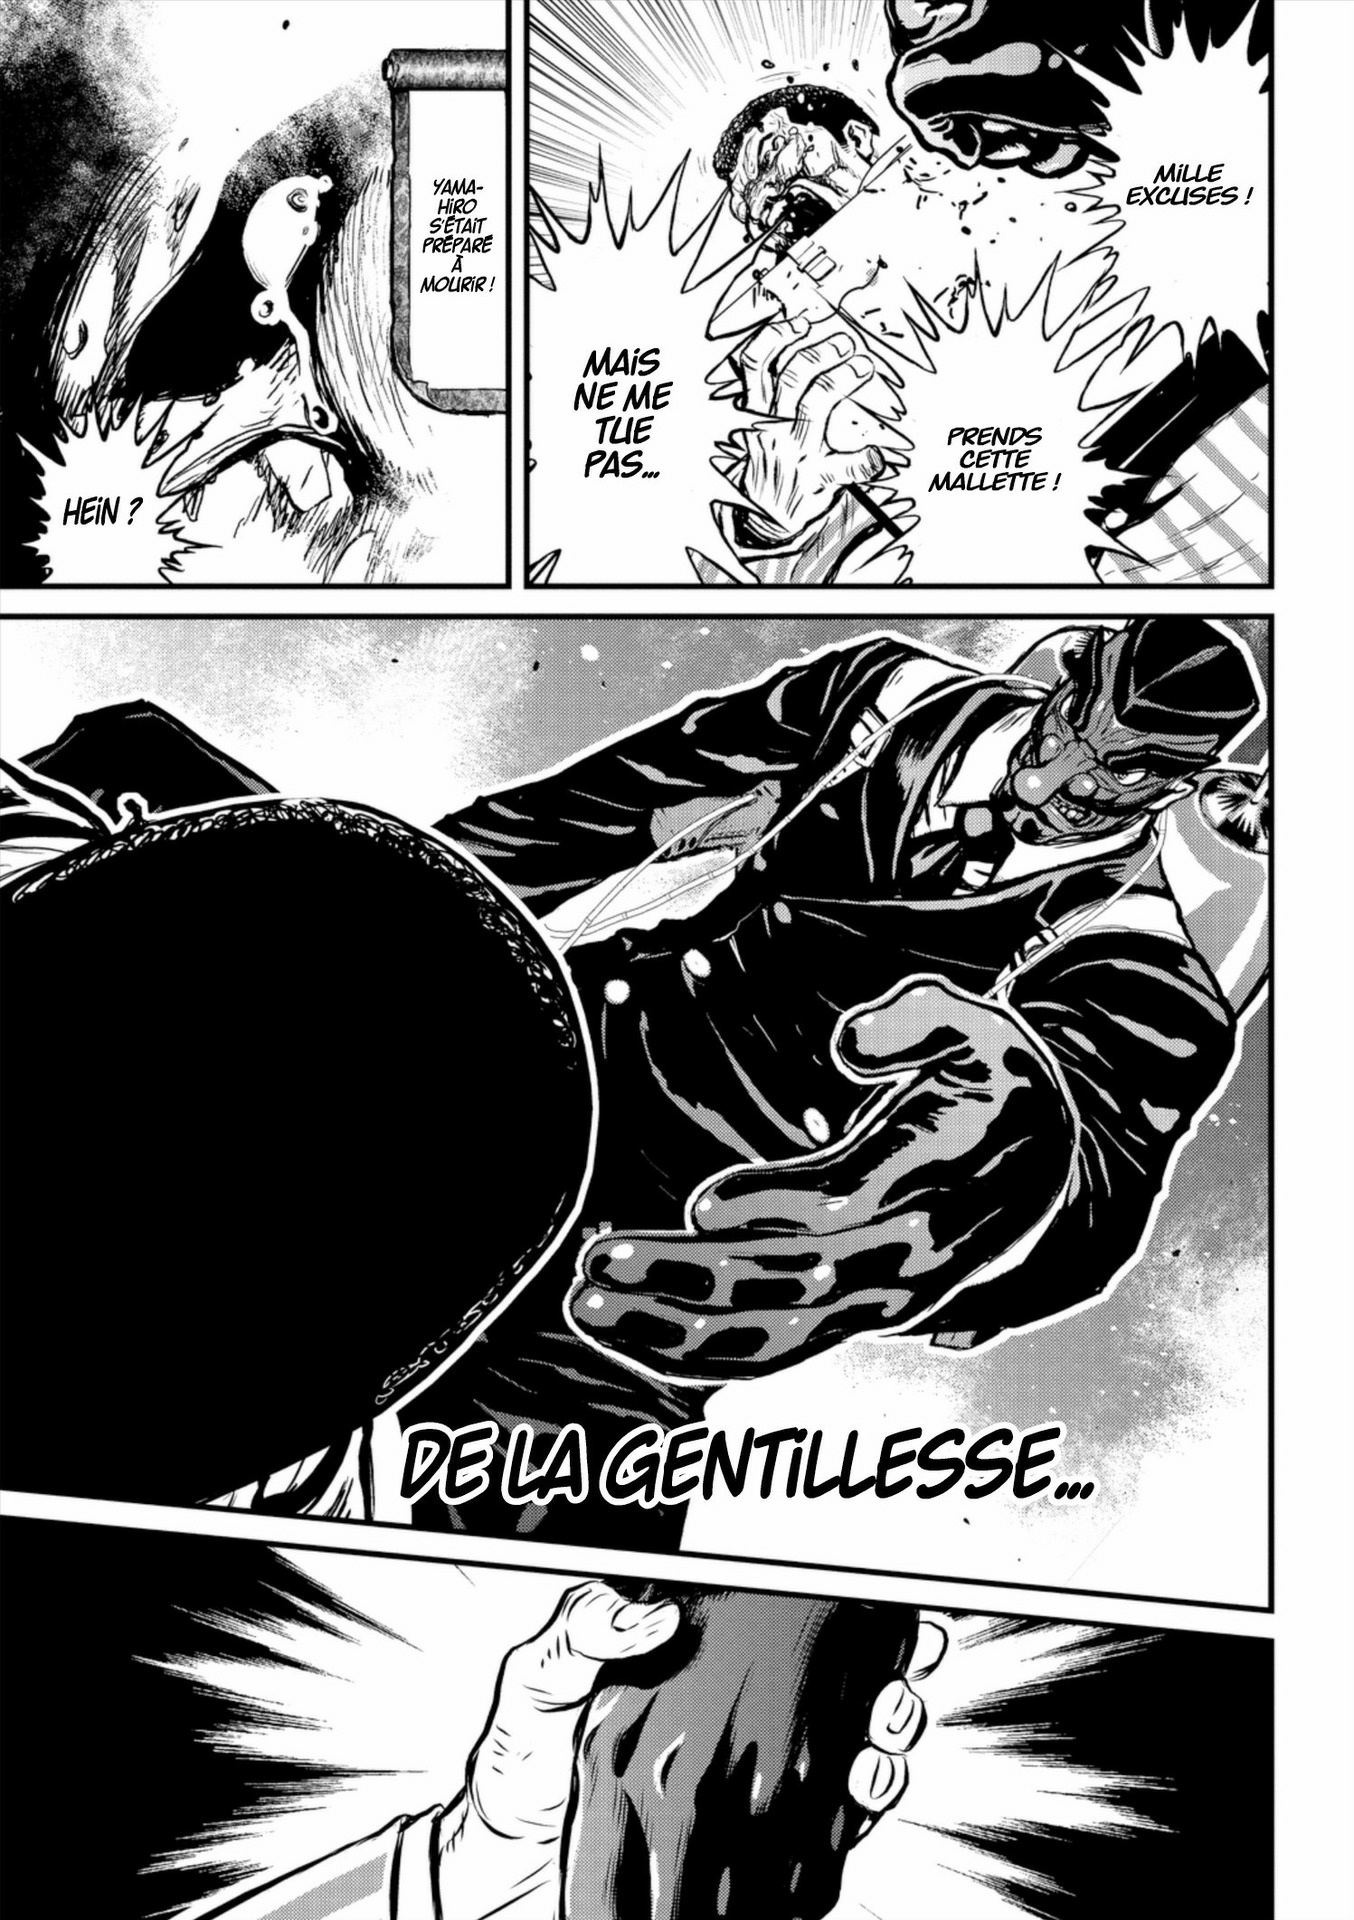 MILLE
EXCUSES !
PRENDS
CETTE
MALLETTE !
MAIS
NE ME
TUE
PAS...
YAMA-
HIRO
S'ÉTAIT
PRÉPARÉ
À
MOURIR !
HEIN ?
DE LA GENTILLESSE...